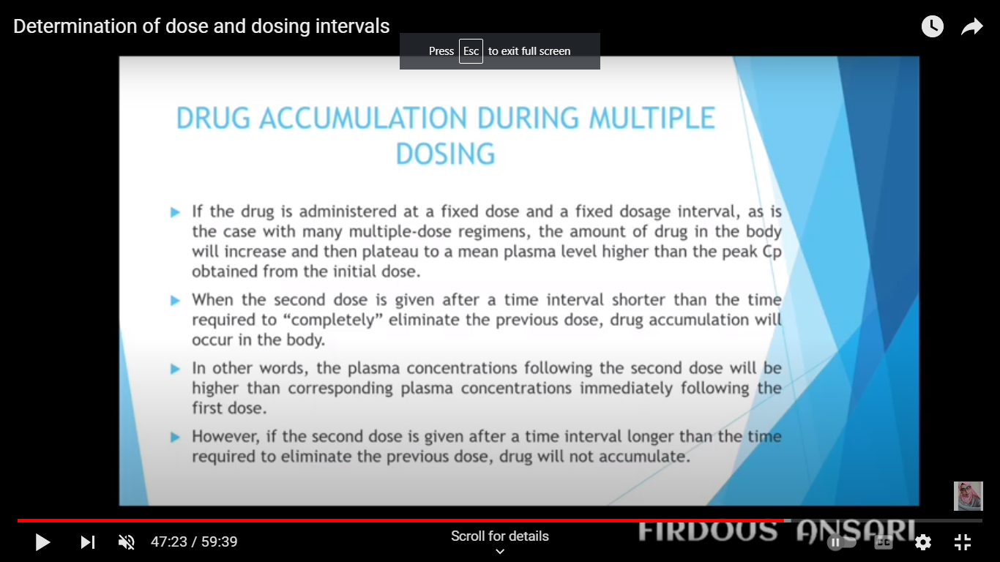 Determination of dose and dosing intervals
Press Esc to exit full screen
DRUG ACCUMULATION DURING MULTIPLE
DOSING
If the drug is administered at a fixed dose and a fixed dosage interval, as is
the case with many multiple-dose regimens, the amount of drug in the body
will increase and then plateau to a mean plasma level higher than the peak Cp
obtained from the initial dose.
When the second dose is given after a time interval shorter than the time
required to “completely” eliminate the previous dose, drug accumulation will
occur in the body.
In other words, the plasma concentrations following the second dose will be
higher than corresponding plasma concentrations immediately following the
first dose.
However, if the second dose is given after a time interval longer than the time
required to eliminate the previous dose, drug will not accumulate.
FIRDOUS ANSARI
47:23 / 59:39
Scroll for details
CC